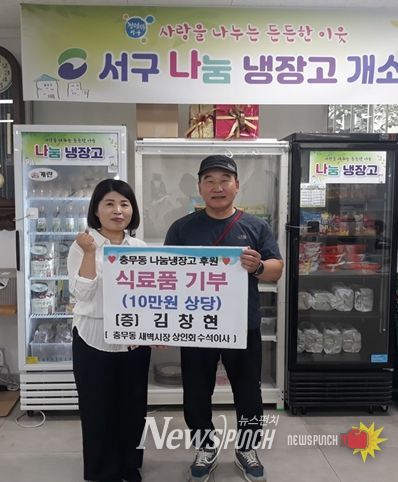 사랑을 나누는 든든한 이웃
서구 나눔 냉장고 개소
나눔 냉장고
계란
나눔 냉장고
충무동 나눔냉장고 후원
식료품 기부
(10만원 상당)
[증] 김창현
[ 충무동 새벽시장 상인회 수석이사 ]
뉴스펀치
NEWSPUNCH
NEWSPUNCH